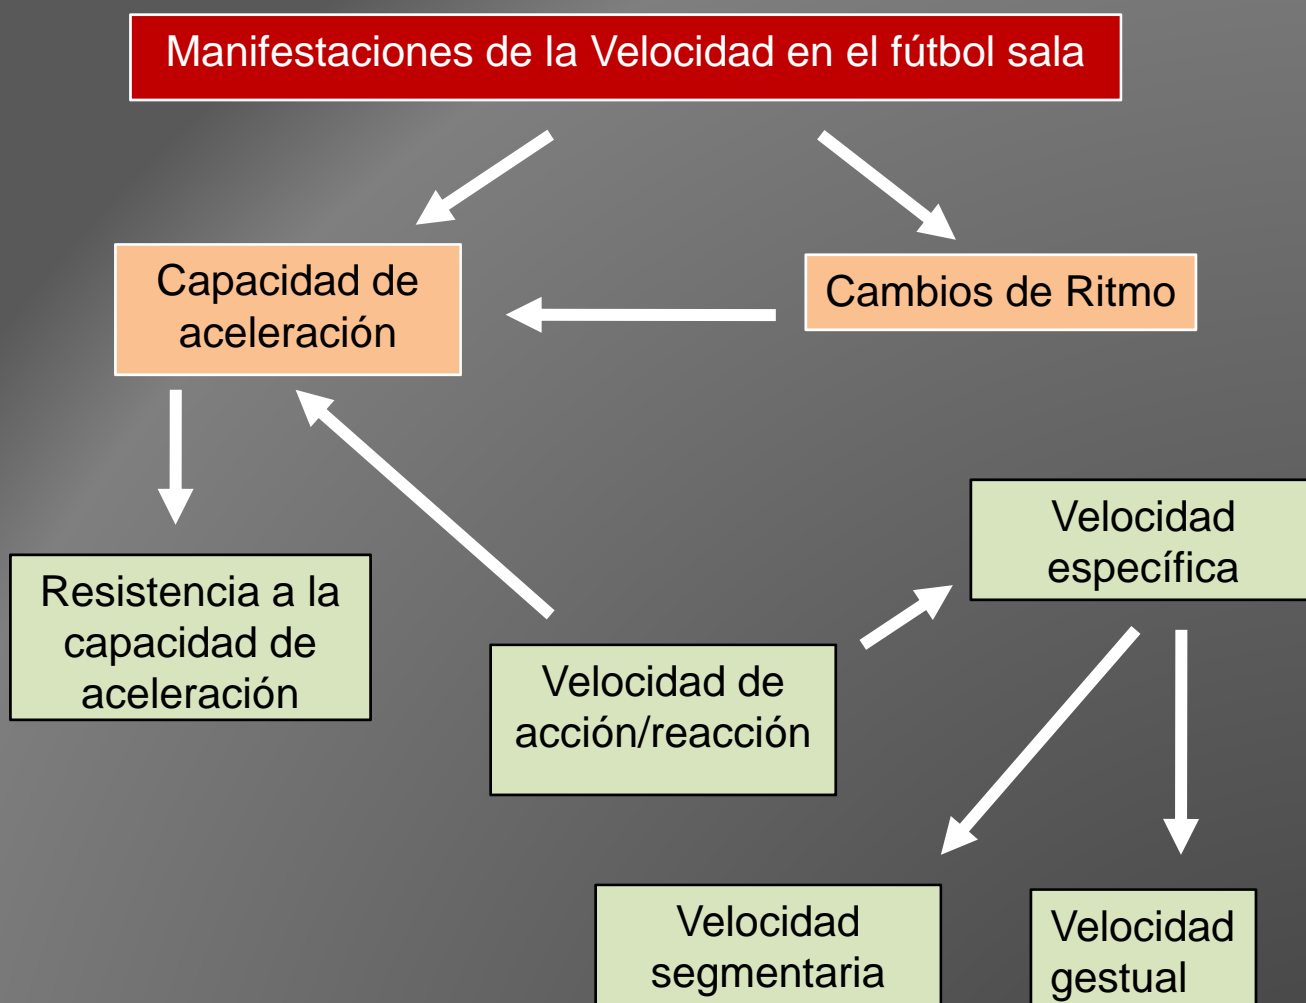 Manifestaciones de la Velocidad en el fútbol sala
Capacidad de
aceleración
Cambios de Ritmo
Velocidad
específica
Resistencia a la
capacidad de
aceleración
Velocidad de
acción/reacción
Velocidad
segmentaria
Velocidad
gestual